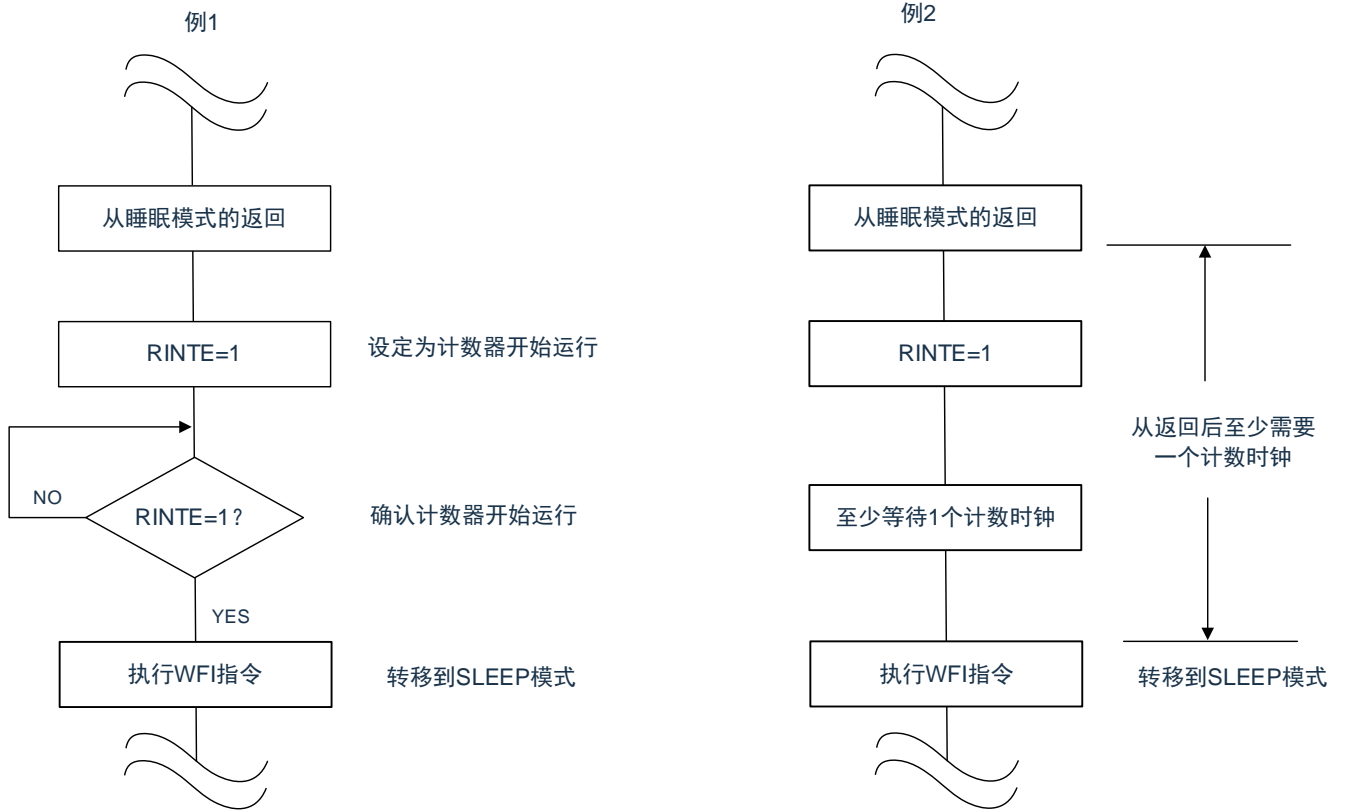 例1
从睡眠模式的返回
RINTE=1
设定为计数器开始运行
NO
RINTE=1？
确认计数器开始运行
YES
执行WFI指令
转移到SLEEP模式
例2
从睡眠模式的返回
RINTE=1
从返回后至少需要
一个计数时钟
至少等待1个计数时钟
执行WFI指令
转移到SLEEP模式